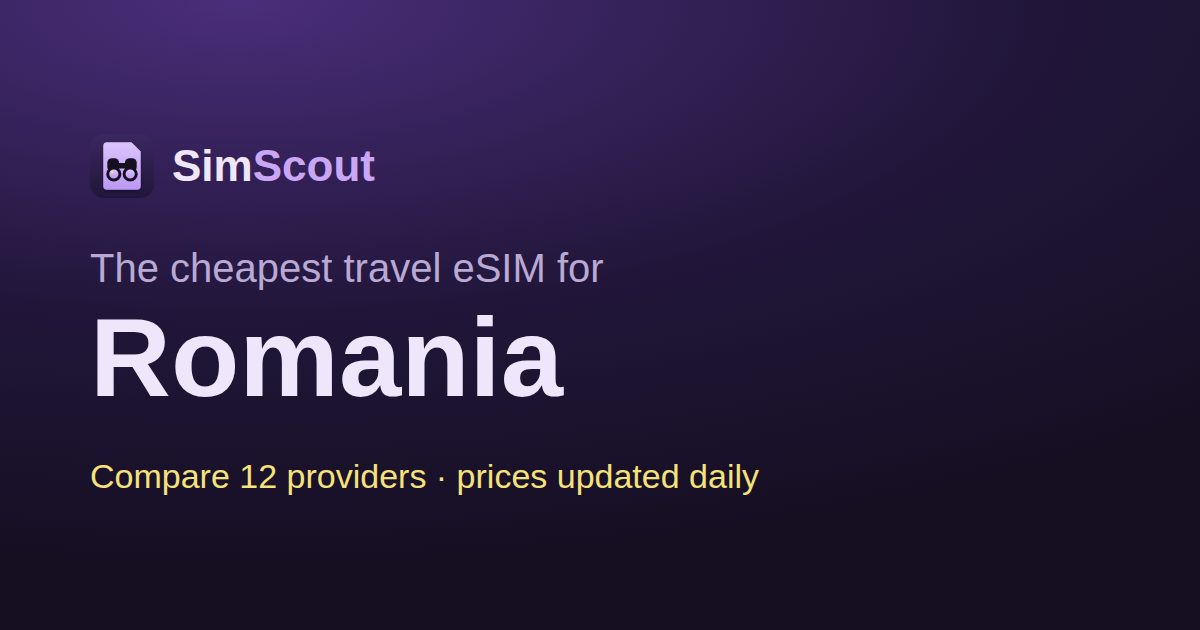 SimScout
The cheapest travel eSIM for
Romania
Compare 12 providers · prices updated daily